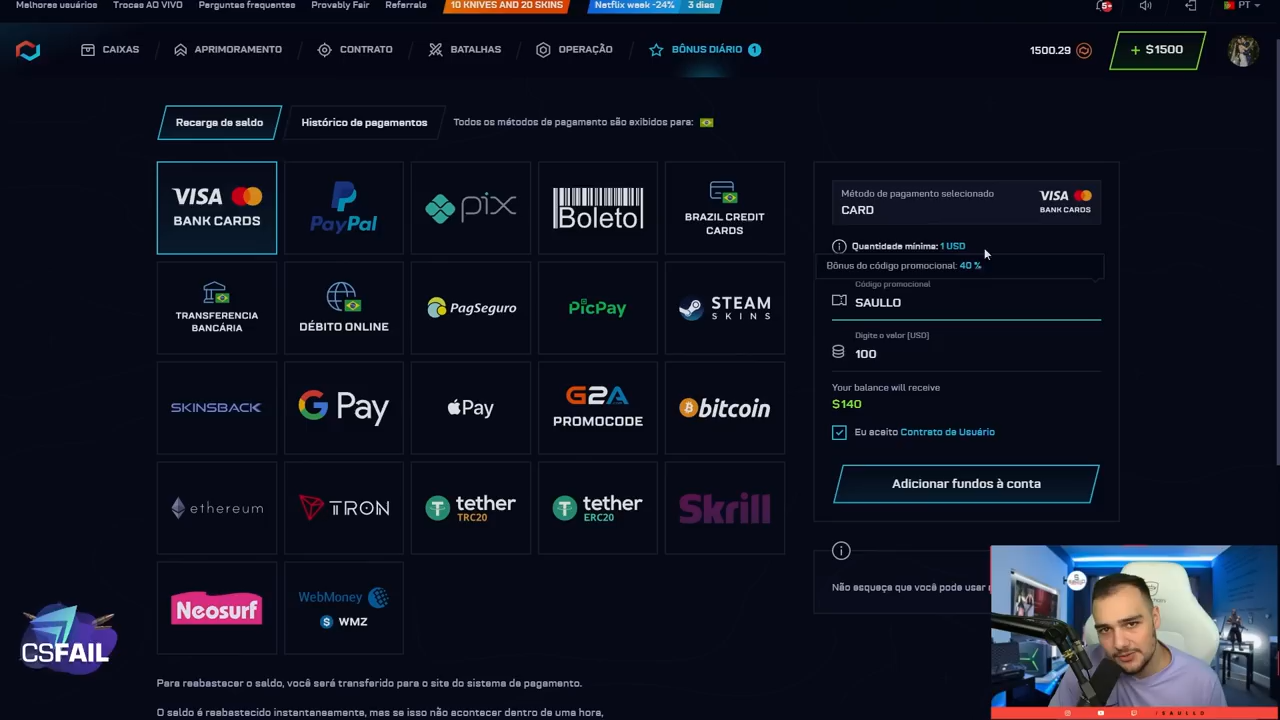 Melhores usuários
Trocas AO VIVO
Perguntas frequentes
Provably Fair
Referrals
10 KNIVES AND 20 SKINS
Netflix week -24%
3 dias
5+
PT
CAIXAS
APRIMORAMENTO
CONTRATO
BATALHAS
OPERAÇÃO
BÔNUS DIÁRIO 1
1500.29
+ $1500
Recarga de saldo
Histórico de pagamentos
Todos os métodos de pagamento são exibidos para:
VISA
BANK CARDS
PayPal
pix
Boleto
BRAZIL CREDIT
CARDS
TRANSFERENCIA
BANCÁRIA
DÉBITO ONLINE
PagSeguro
PicPay
STEAM
SKINS
SKINSBACK
G Pay
Pay
G2A
PROMOCODE
bitcoin
ethereum
TRON
tether
TRC20
tether
ERC20
Skrill
Neosurf
WebMoney
WMZ
Método de pagamento selecionado
CARD
VISA
BANK CARDS
Quantidade mínima: 1 USD
Bônus do código promocional: 40 %
Código promocional
SAULLO
Digite o valor [USD]
100
Your balance will receive
$140
Eu aceito Contrato de Usuário
Adicionar fundos à conta
Não esqueça que você pode usar
CSFAIL
Para reabastecer o saldo, você será transferido para o site do sistema de pagamento.
O saldo é reabastecido instantaneamente, mas se isso não acontecer dentro de uma hora,